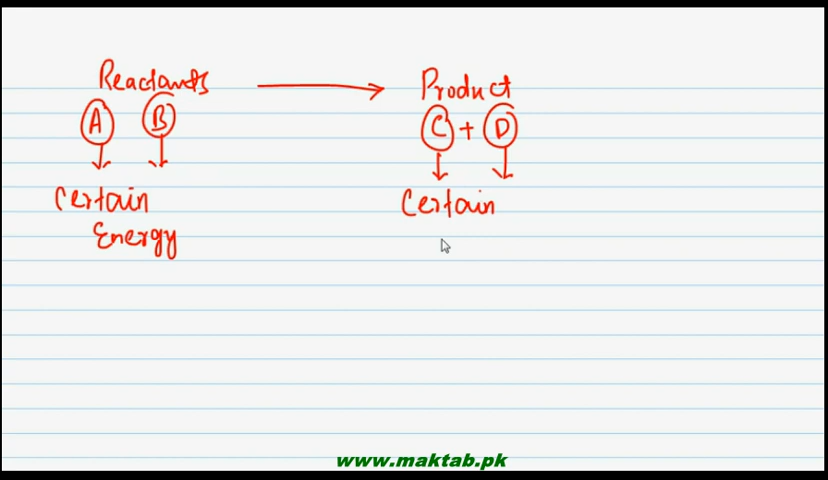 Reactants → Product
A B C + D
Certain Certain
Energy
www.maktab.pk